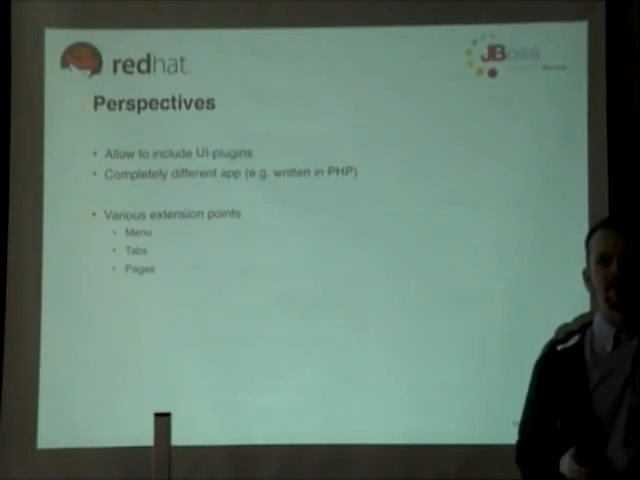 redhat.
JBoss
Perspectives
• Allow to include UI-plugins
• Completely different app (e.g. written in PHP)
• Various extension points
• Menu
• Tabs
• Pages